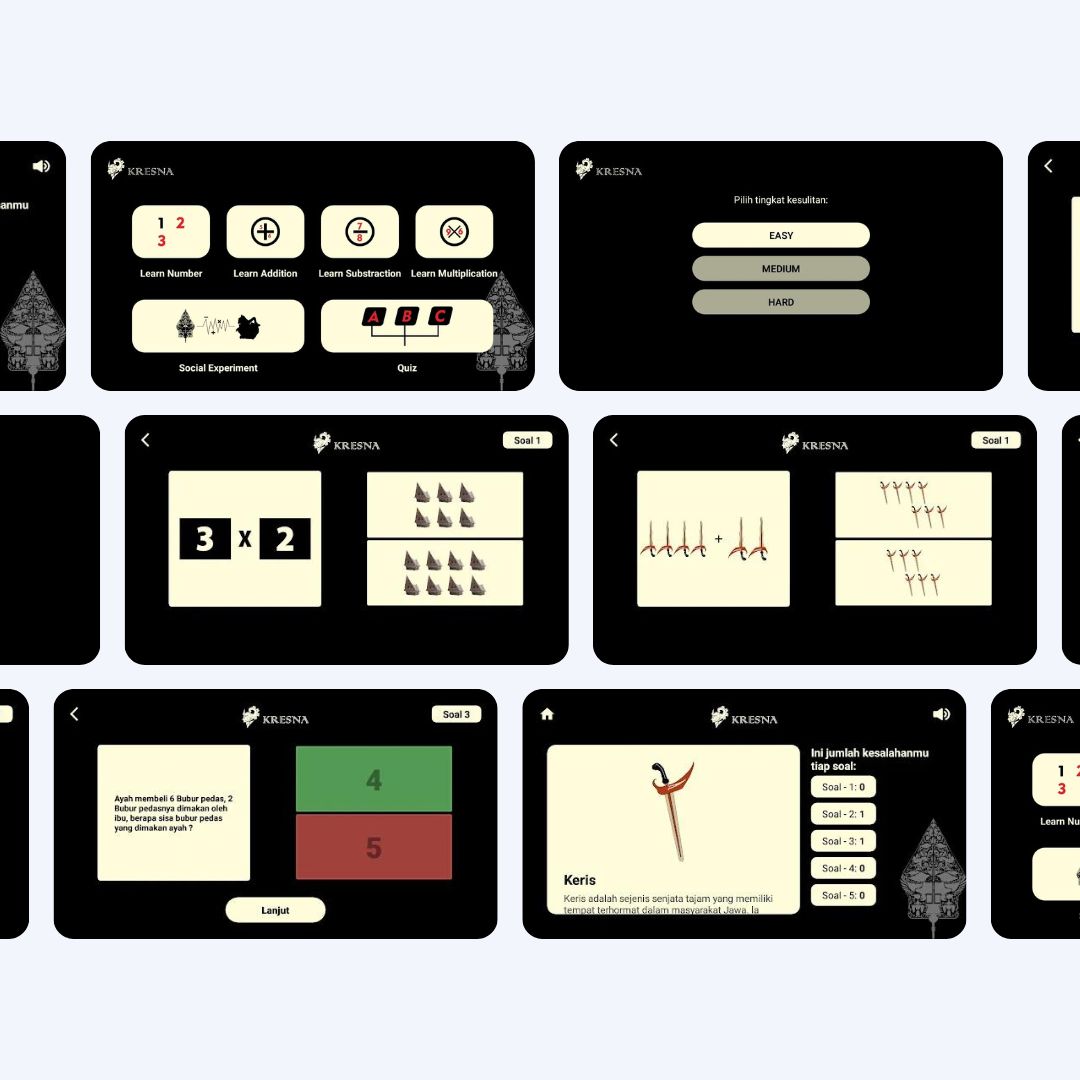 anmu
KRESNA
1 2
3
7
8
9 6
Learn Number
Learn Addition
Learn Substraction
Learn Multiplication
A B C
Social Experiment
Quiz
KRESNA
Pilih tingkat kesulitan:
EASY
MEDIUM
HARD
KRESNA
Soal 1
3 x 2
KRESNA
Soal 1
+
KRESNA
Soal 3
Ayah membeli 6 Bubur pedas, 2
Bubur pedasnya dimakan oleh
ibu, berapa sisa bubur pedas
yang dimakan ayah ?
4
5
Lanjut
KRESNA
Keris
Keris adalah sejenis senjata tajam yang memiliki
tempat terhormat dalam masyarakat Jawa. Ia
Ini jumlah kesalahanmu
tiap soal:
Soal - 1: 0
Soal - 2: 1
Soal - 3: 1
Soal - 4: 0
Soal - 5: 0
KRESNA
1 2
3
Learn Nu